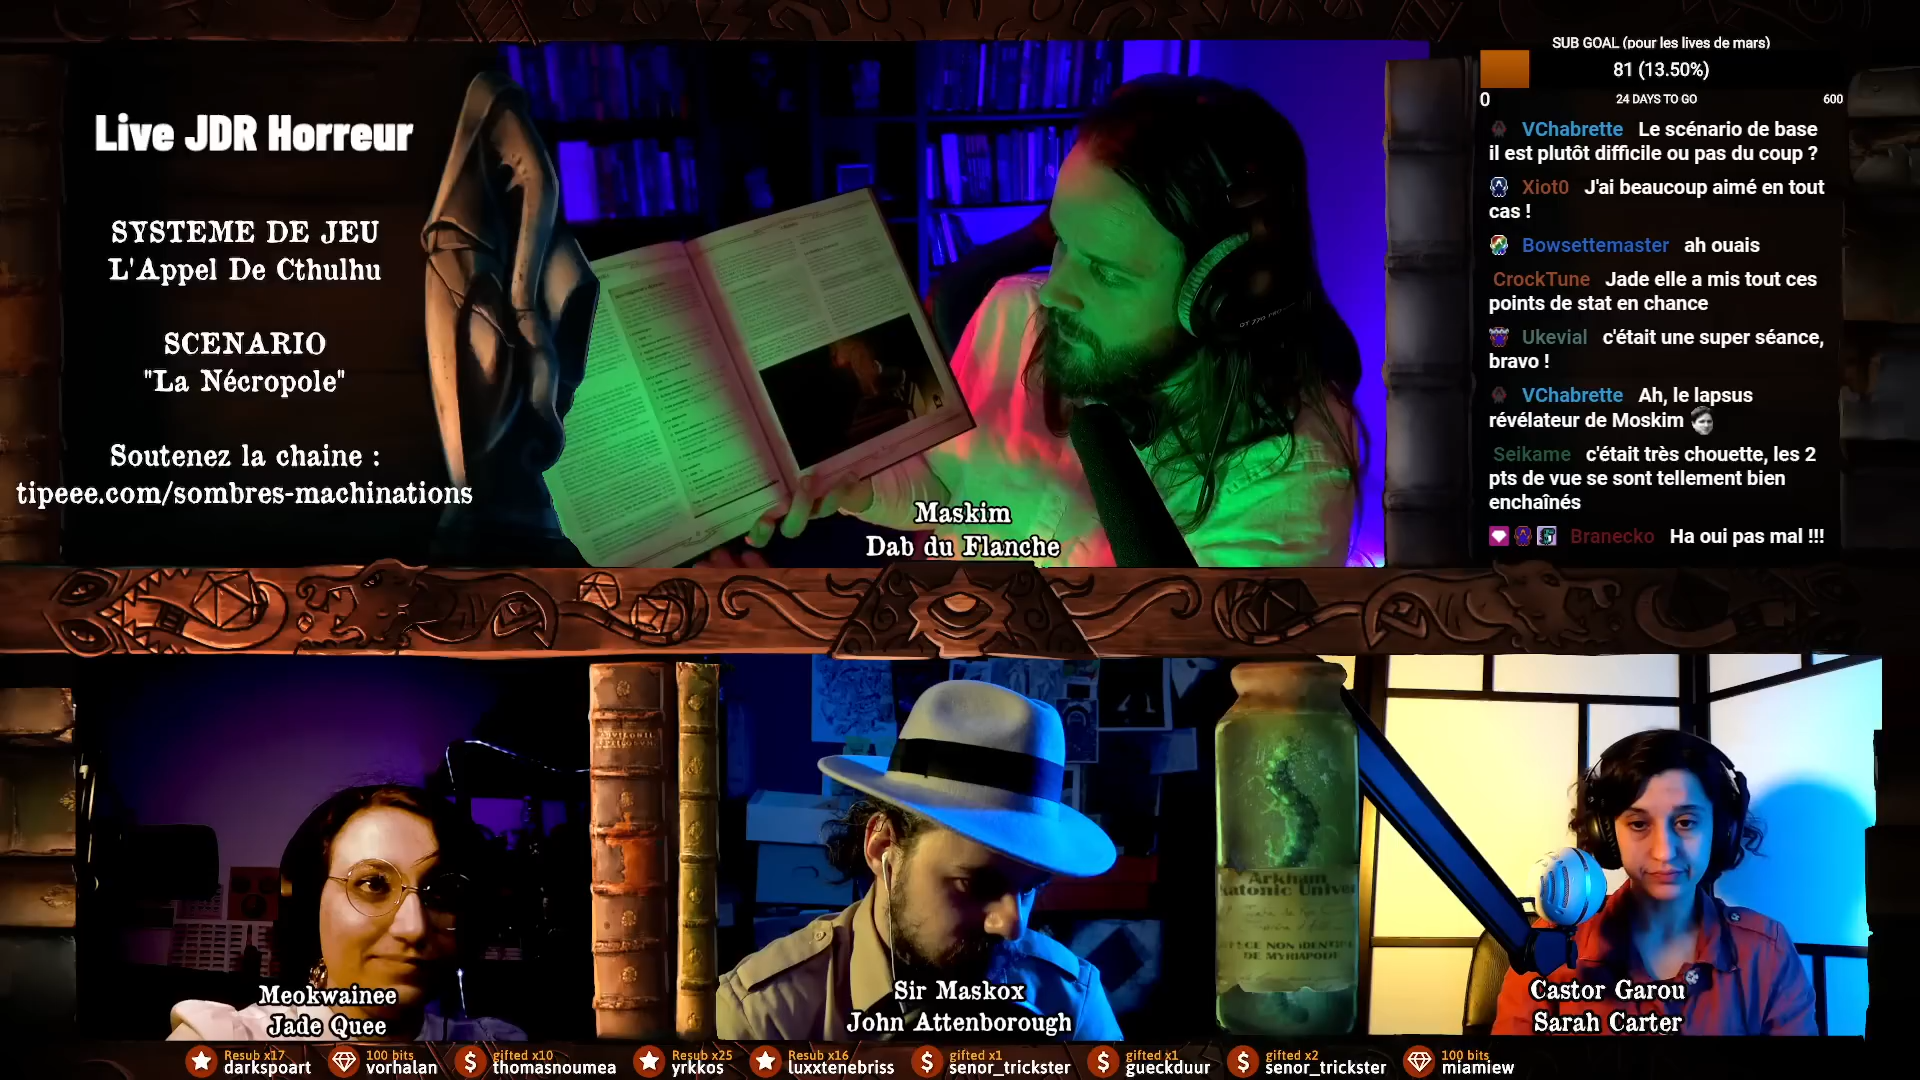 Live JDR Horreur
SYSTEME DE JEU
L'Appel De Cthulhu
SCENARIO
"La Nécropole"
Soutenez la chaine :
tipeee.com/sombres-machinations
Maskim
Dab du Flanche
SUB GOAL (pour les lives de mars)
81 (13.50%)
0
24 DAYS TO GO
600
VChabrette Le scénario de base
il est plutôt difficile ou pas du coup ?
Xiot0 J'ai beaucoup aimé en tout
cas !
Bowsettemaster ah ouais
CrockTune Jade elle a mis tout ces
points de stat en chance
Ukevial c'était une super séance,
bravo !
VChabrette Ah, le lapsus
révélateur de Moskim
Seikame c'était très chouette, les 2
pts de vue se sont tellement bien
enchaînés
Branecko Ha oui pas mal !!!
Arkham
katonic Univer
NON IDENTIFIE
DE MYRIAPODE
Meokwainee
Jade Quee
Sir Maskox
John Attenborough
Castor Garou
Sarah Carter
Resub x17
darkspoart
100 bits
vorhalan
gifted x10
thomasnoumea
Resub x25
yrkkos
Resub x16
luxxtenebriss
gifted x1
senor_trickster
gifted x1
gueckduur
gifted x2
senor_trickster
100 bits
miamiew